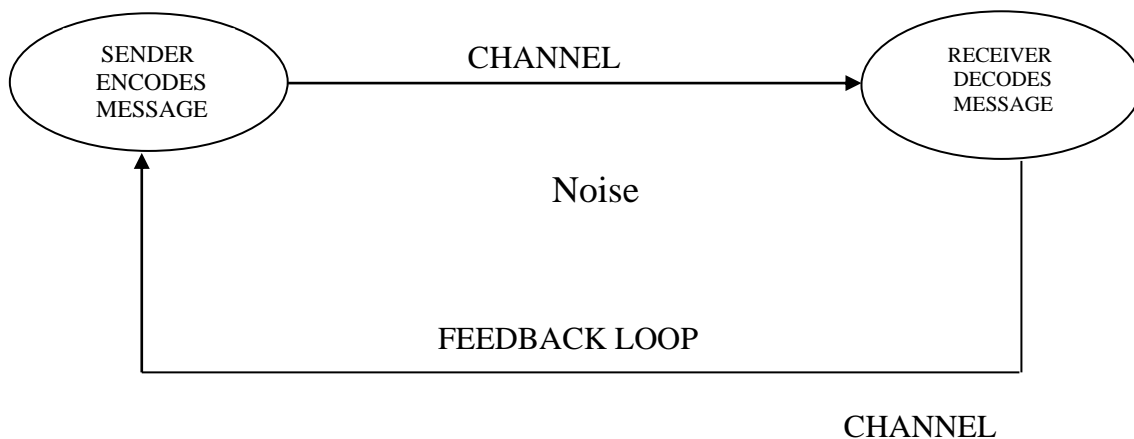 SENDER
ENCODES
MESSAGE
CHANNEL
RECEIVER
DECODES
MESSAGE
Noise
FEEDBACK LOOP
CHANNEL